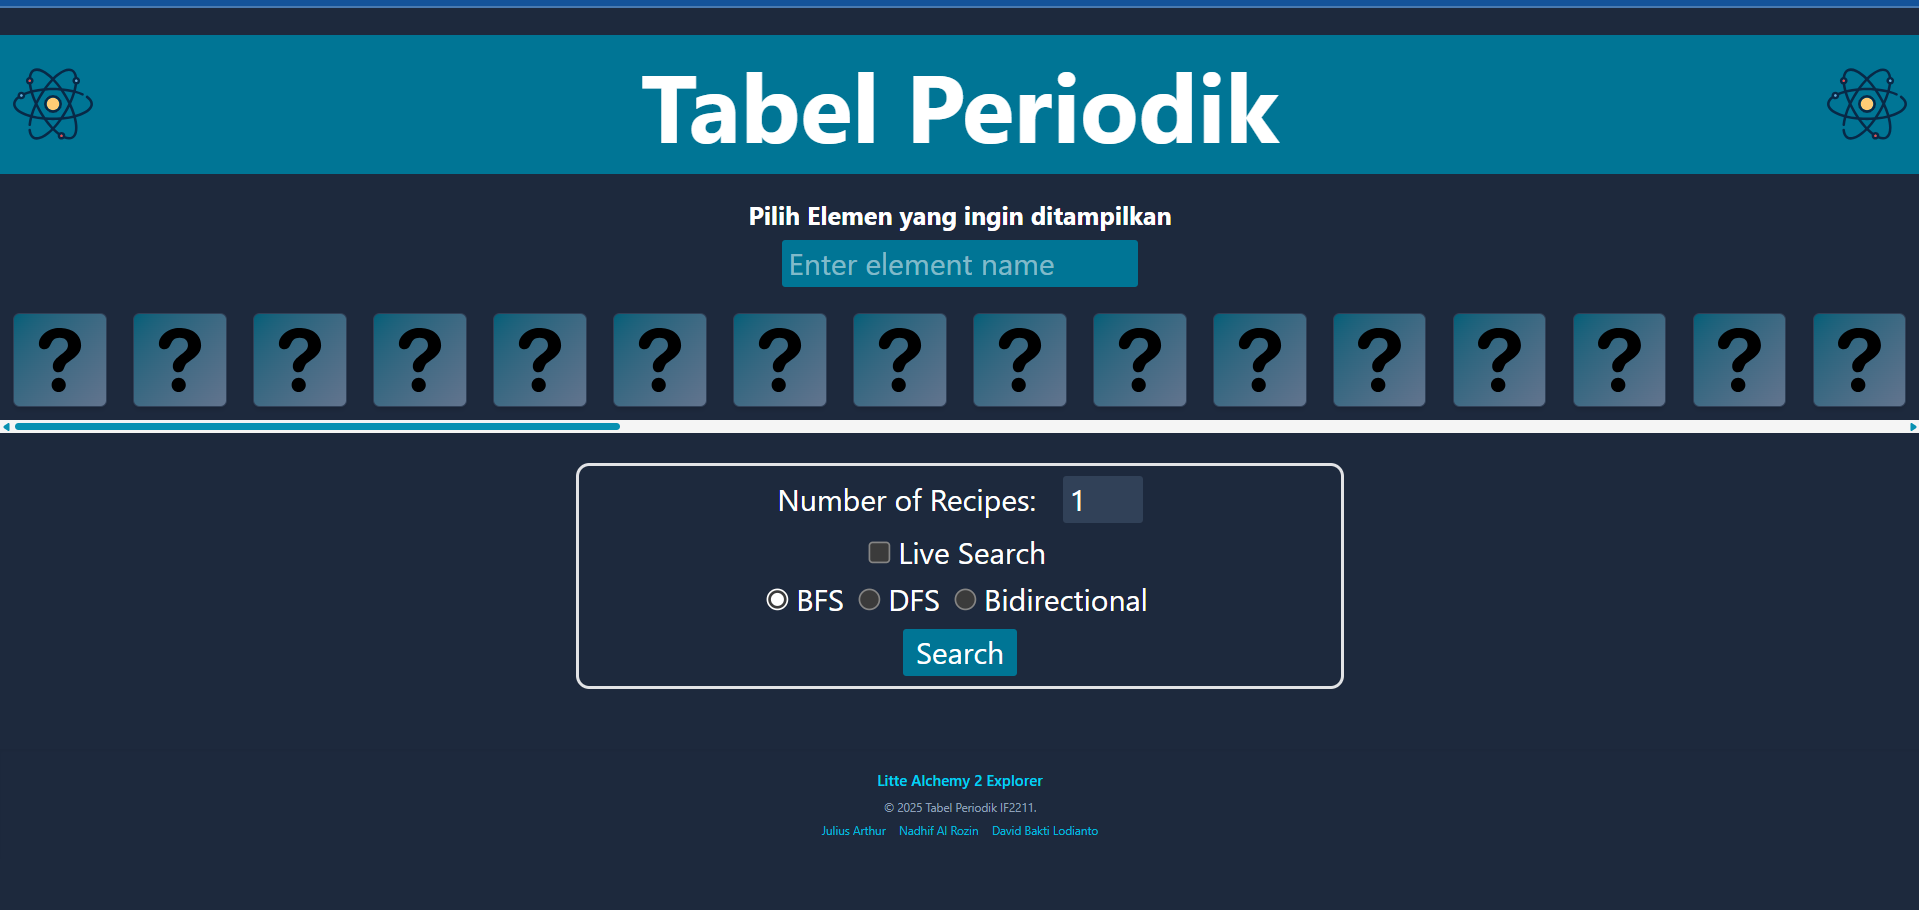 Tabel Periodik
Pilih Elemen yang ingin ditampilkan
Enter element name
? ? ? ? ? ? ? ? ? ? ? ? ? ? ? ?
Number of Recipes: 1
Live Search
BFS DFS Bidirectional
Search
Litte Alchemy 2 Explorer
© 2025 Tabel Periodik IF2211.
Julius Arthur Nadhif Al Rozin David Bakti Lodianto